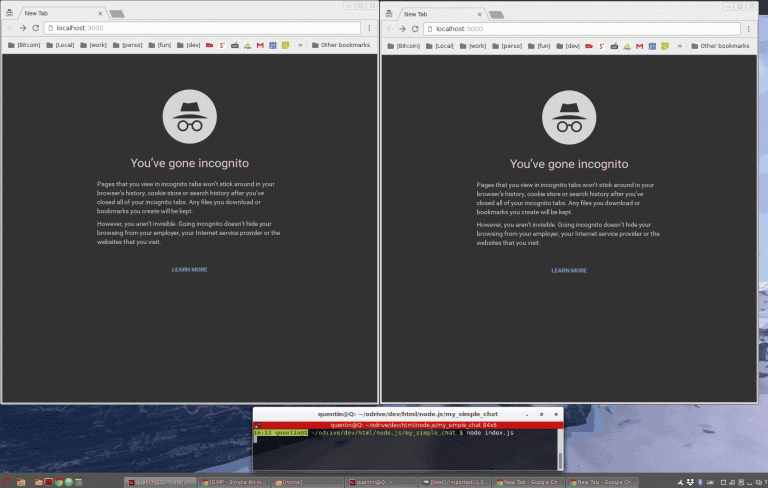 New Tab
localhost:3000
[Bitcoin] [Local] [work] [perso] [fun] [dev] » Other bookmarks
You've gone incognito
Pages that you view in incognito tabs won't stick around in your
browser's history, cookie store or search history after you've
closed all of your incognito tabs. Any files you download or
bookmarks you create will be kept.
However, you aren't invisible. Going incognito doesn't hide your
browsing from your employer, your Internet service provider or the
websites that you visit.
LEARN MORE
New Tab
localhost:3000
[Bitcoin] [Local] [work] [perso] [fun] [dev] » Other bookmarks
You've gone incognito
Pages that you view in incognito tabs won't stick around in your
browser's history, cookie store or search history after you've
closed all of your incognito tabs. Any files you download or
bookmarks you create will be kept.
However, you aren't invisible. Going incognito doesn't hide your
browsing from your employer, your Internet service provider or the
websites that you visit.
LEARN MORE
quentin@Q: ~/odrive/dev/html/node.js/my_simple_chat
quentin@Q: ~/odrive/dev/html/node.js/my_simple_chat 84x6
16:13 quentin@Q ~/odrive/dev/html/node.js/my_simple_chat $ node index.js
[GIMP - Simple Anim... [Home] quentin@Q: ~ New Tab - Google Ch... New Tab - Google Ch...